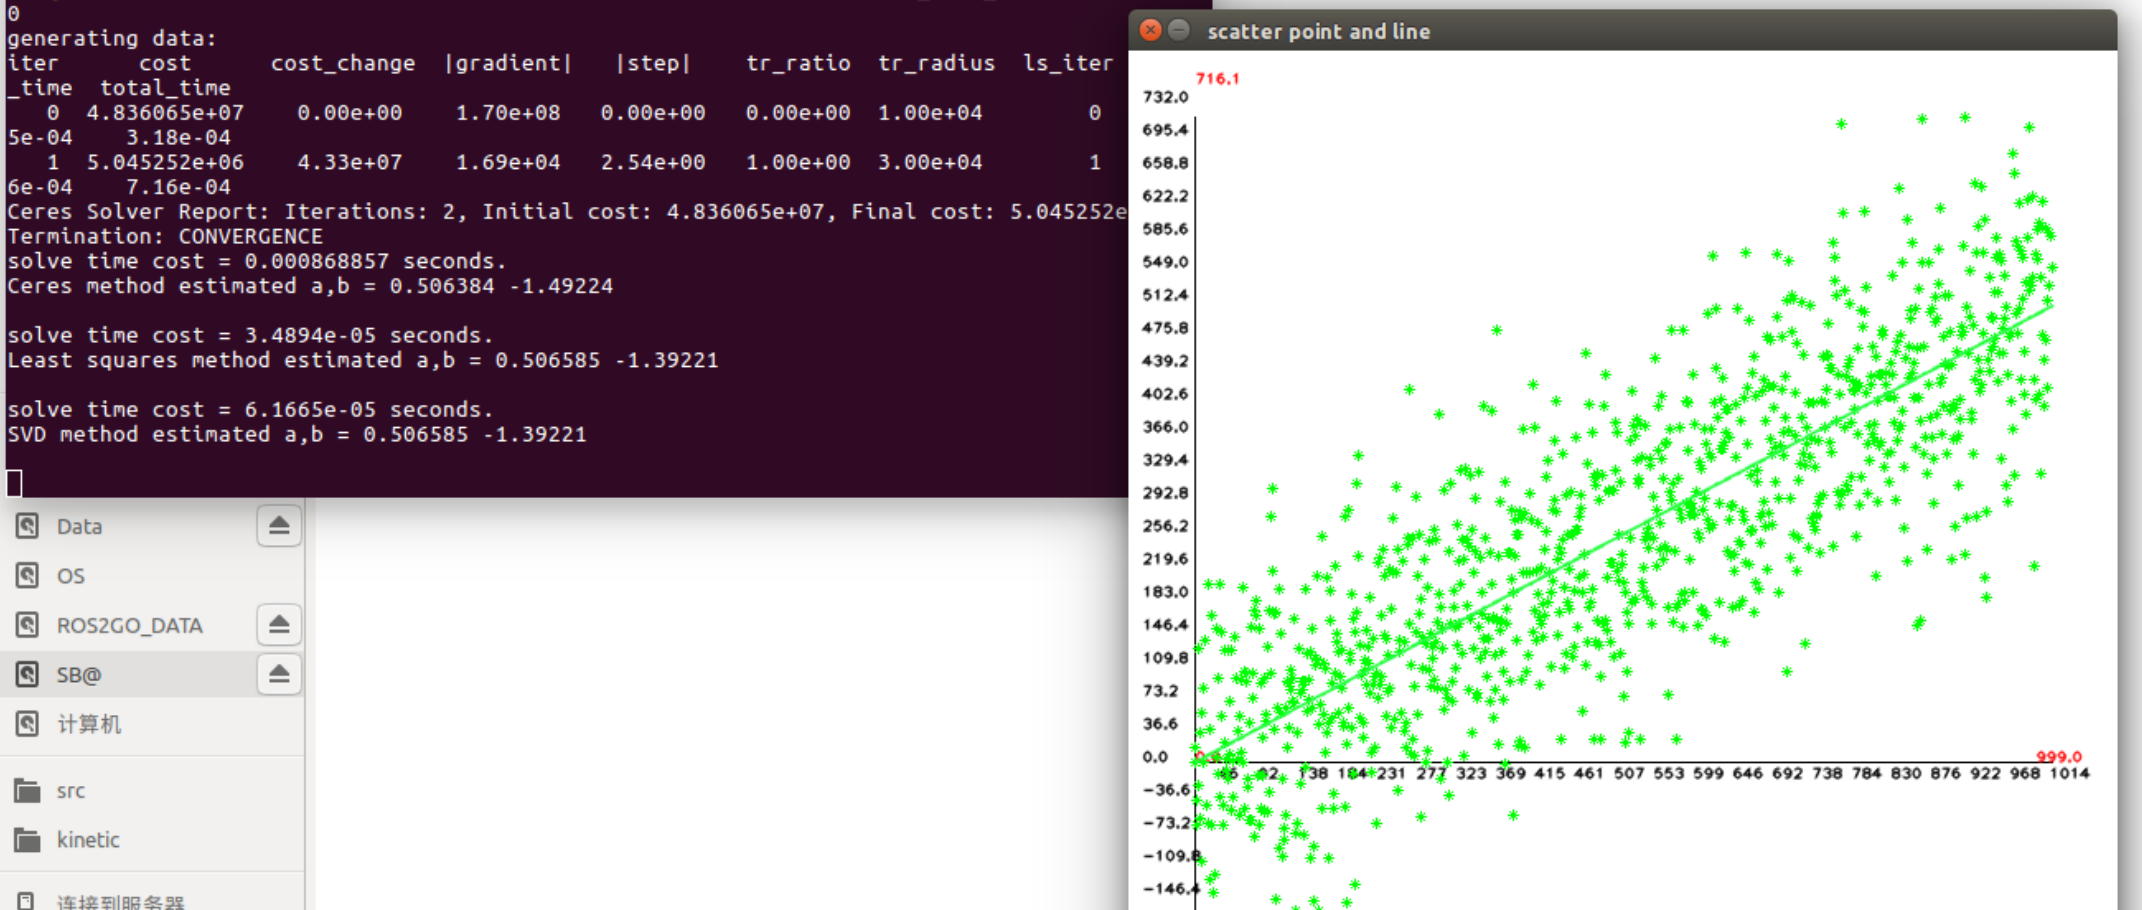 0
generating data:
iter cost cost_change |gradient| |step| tr_ratio tr_radius ls_iter
_time total_time
0 4.836065e+07 0.00e+00 1.70e+08 0.00e+00 0.00e+00 1.00e+04 0
5e-04 3.18e-04
1 5.045252e+06 4.33e+07 1.69e+04 2.54e+00 1.00e+00 3.00e+04 1
6e-04 7.16e-04
Ceres Solver Report: Iterations: 2, Initial cost: 4.836065e+07, Final cost: 5.045252e
Termination: CONVERGENCE
solve time cost = 0.000868857 seconds.
Ceres method estimated a,b = 0.506384 -1.49224
solve time cost = 3.4894e-05 seconds.
Least squares method estimated a,b = 0.506585 -1.39221
solve time cost = 6.1665e-05 seconds.
SVD method estimated a,b = 0.506585 -1.39221
Data
OS
ROS2GO_DATA
SB@
计算机
src
kinetic
连接到服务器
scatter point and line
716.1
732.0
695.4
658.8
622.2
585.6
549.0
512.4
475.8
439.2
402.6
366.0
329.4
292.8
256.2
219.6
183.0
146.4
109.8
73.2
36.6
0.0
999.0
138 184 231 277 323 369 415 461 507 553 599 646 692 738 784 830 876 922 968 1014
-36.6
-73.2
-109.8
-146.4